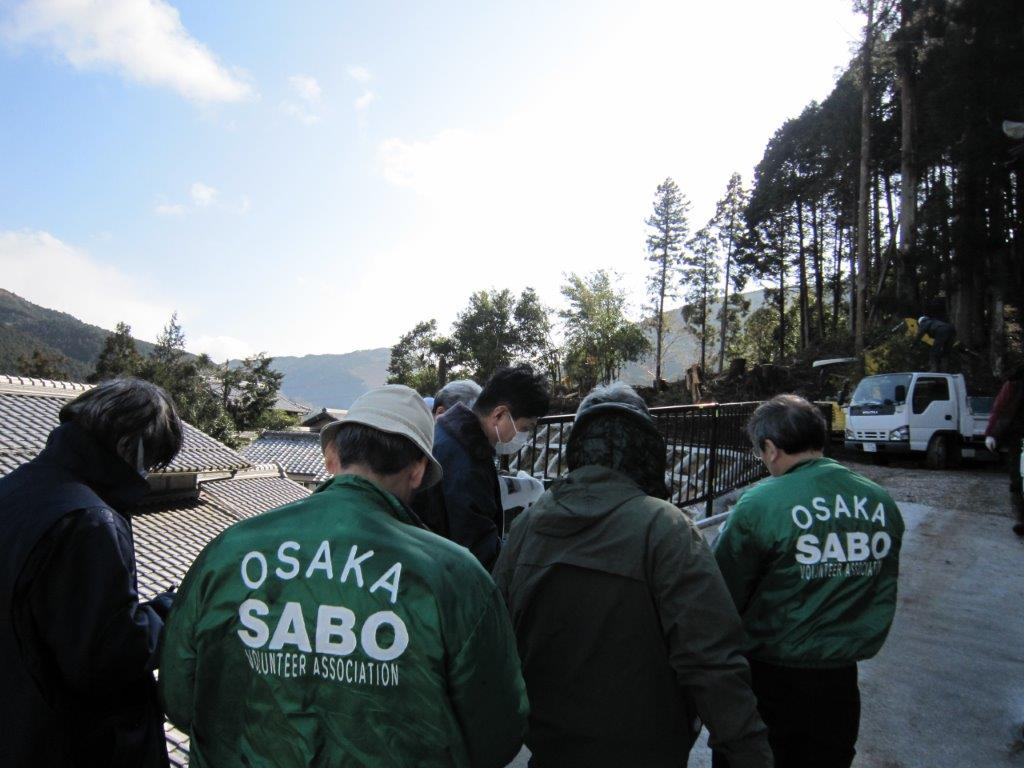 OSAKA
SABO
VOLUNTEER ASSOCIATION
OSAKA
SABO
VOLUNTEER ASSOCIATION